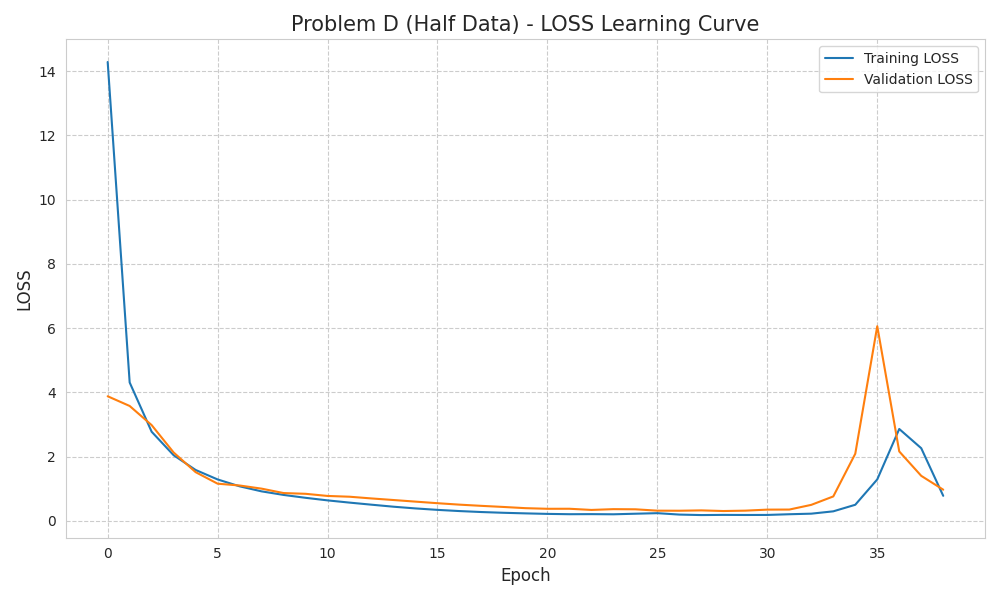 Problem D (Half Data) - LOSS Learning Curve
Training LOSS
Validation LOSS
LOSS
14
12
10
8
6
4
2
0
0 5 10 15 20 25 30 35
Epoch